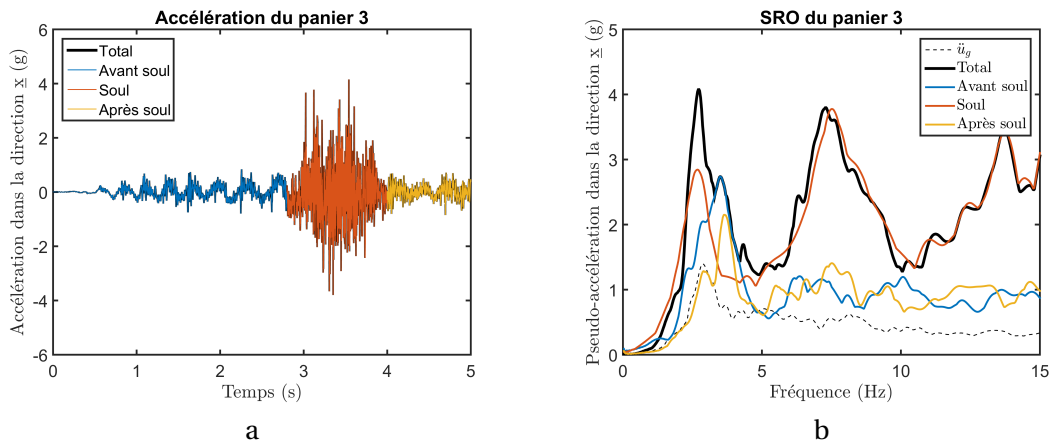 Accélération du panier 3
Accélération dans la direction x (g)
6
4
2
0
-2
-4
-6
Total
Avant soul
Soul
Après soul
0 1 2 3 4 5
Temps (s)
a
SRO du panier 3
Pseudo-accélération dans la direction x (g)
5
4
3
2
1
0
ü_g
Total
Avant soul
Soul
Après soul
0 5 10 15
Fréquence (Hz)
b